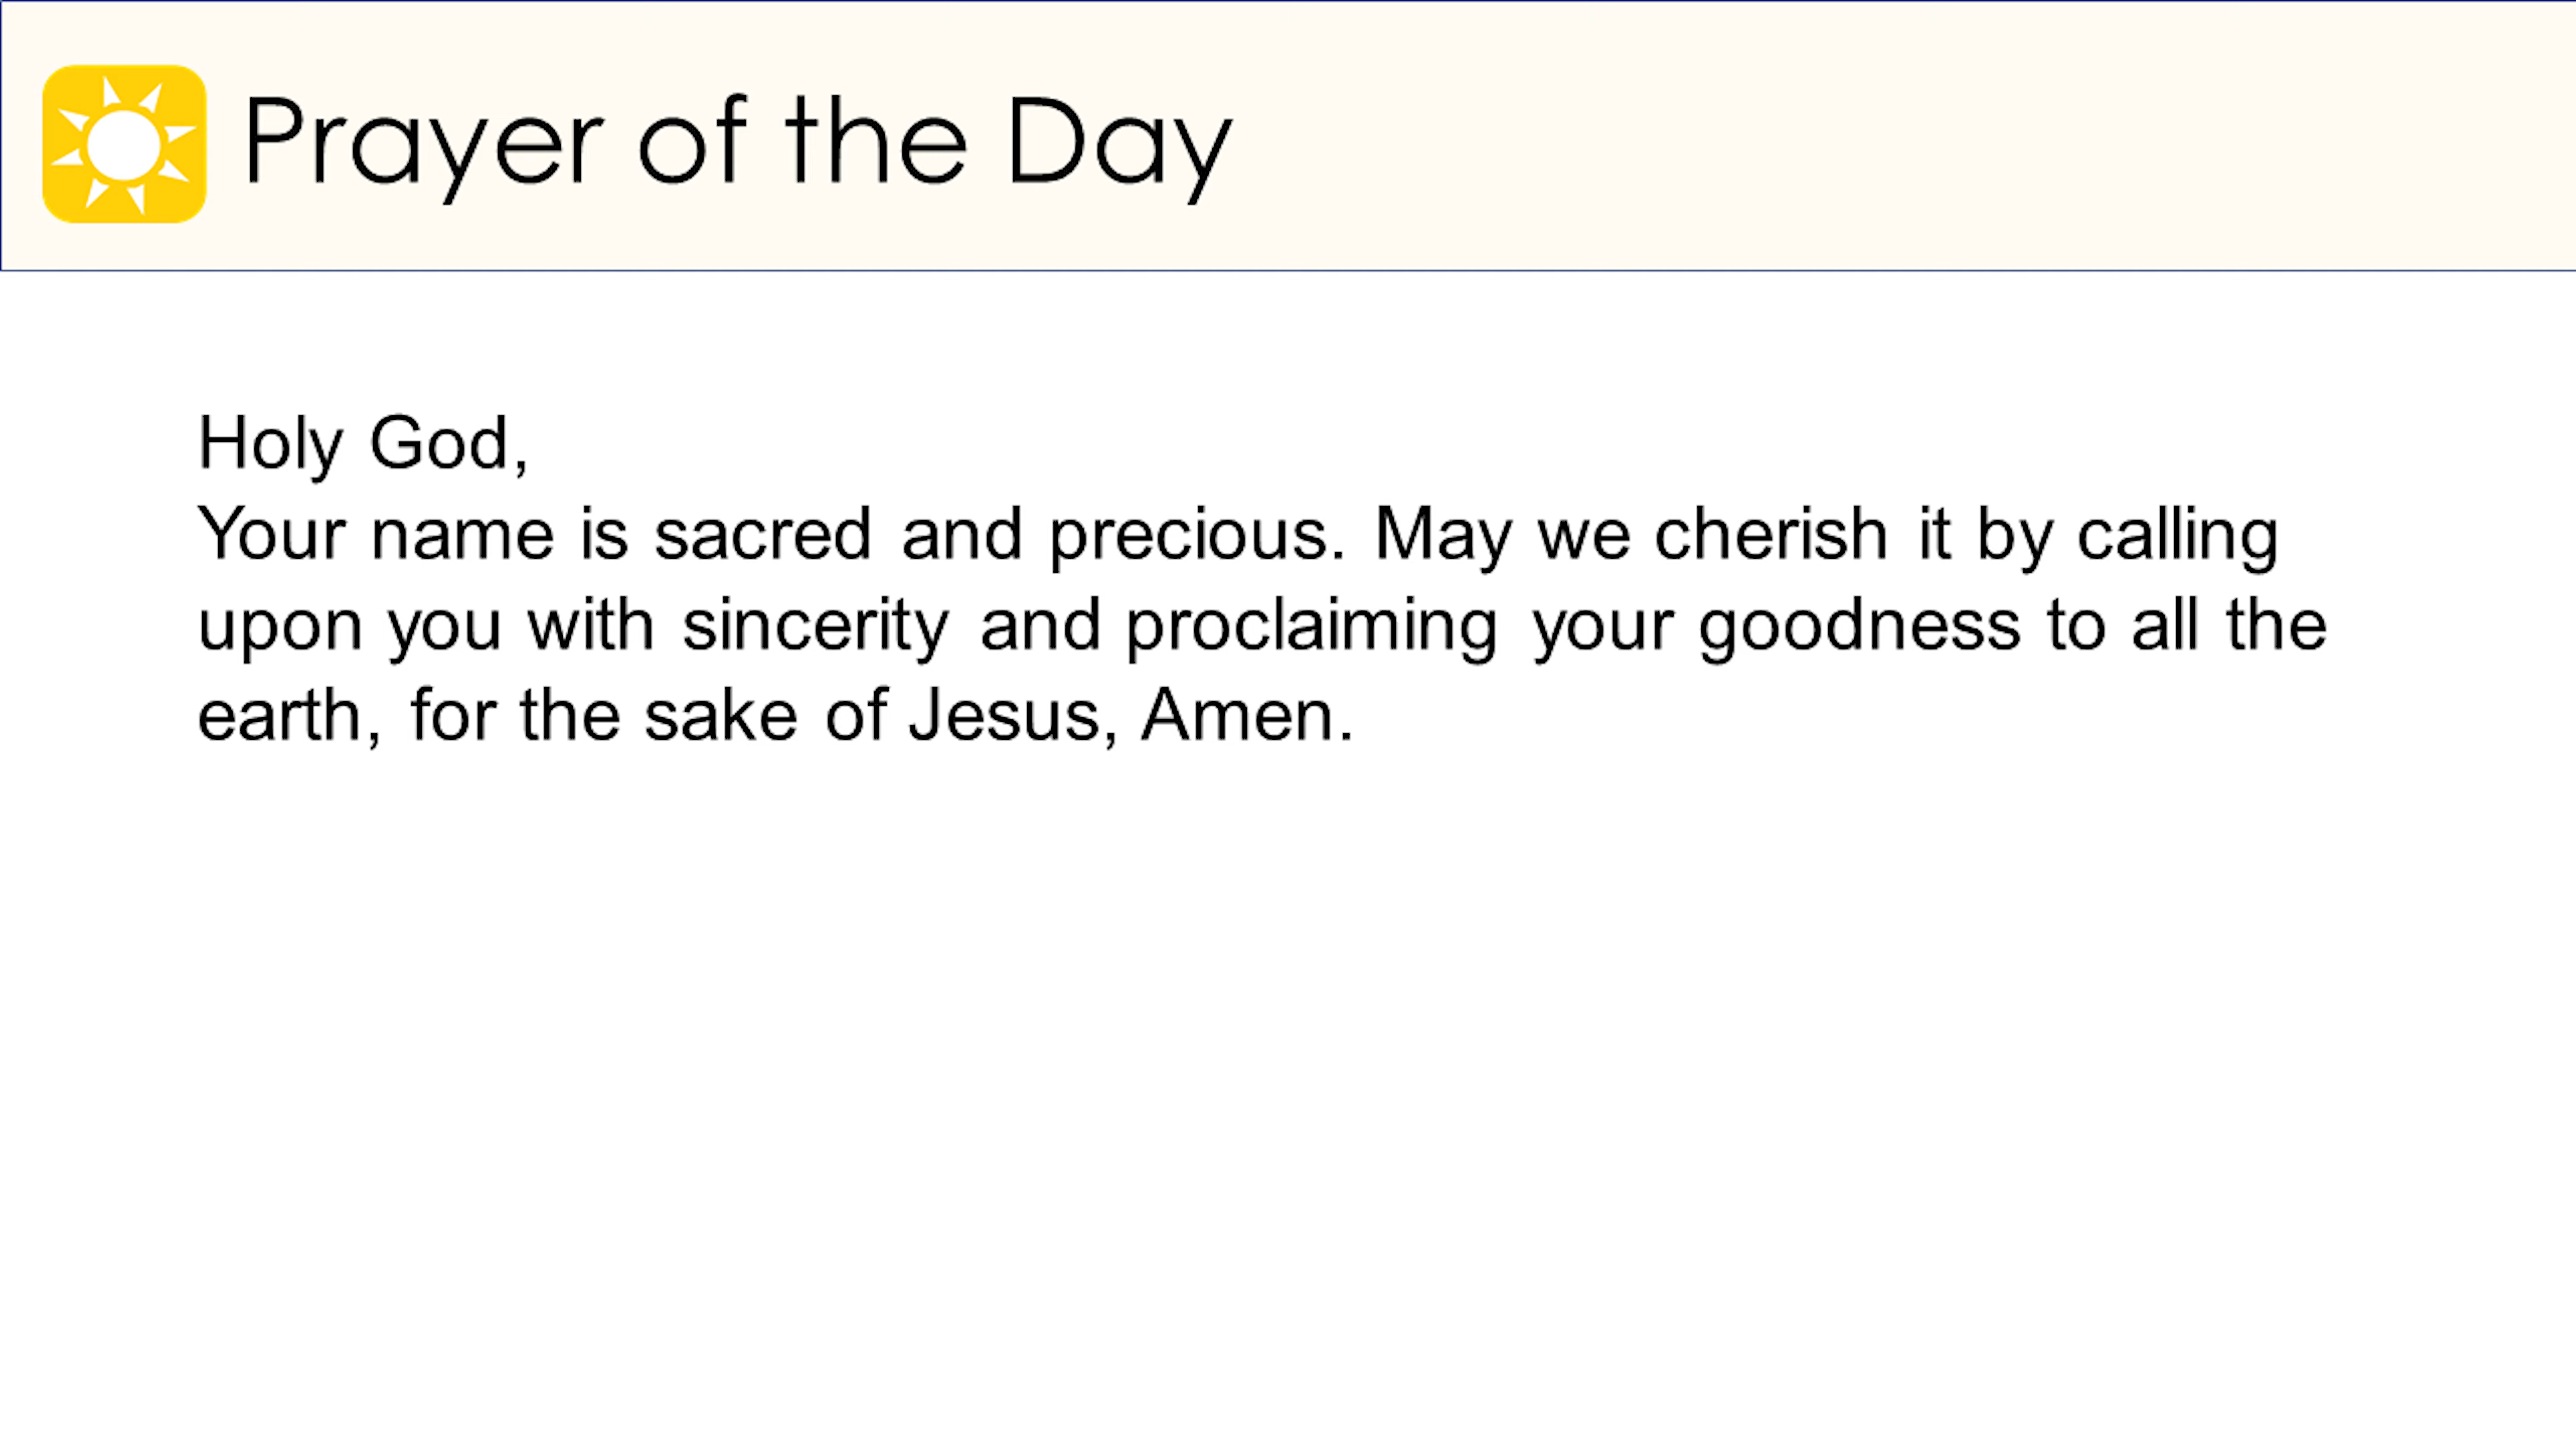 Prayer of the Day
Holy God,
Your name is sacred and precious. May we cherish it by calling
upon you with sincerity and proclaiming your goodness to all the
earth, for the sake of Jesus, Amen.